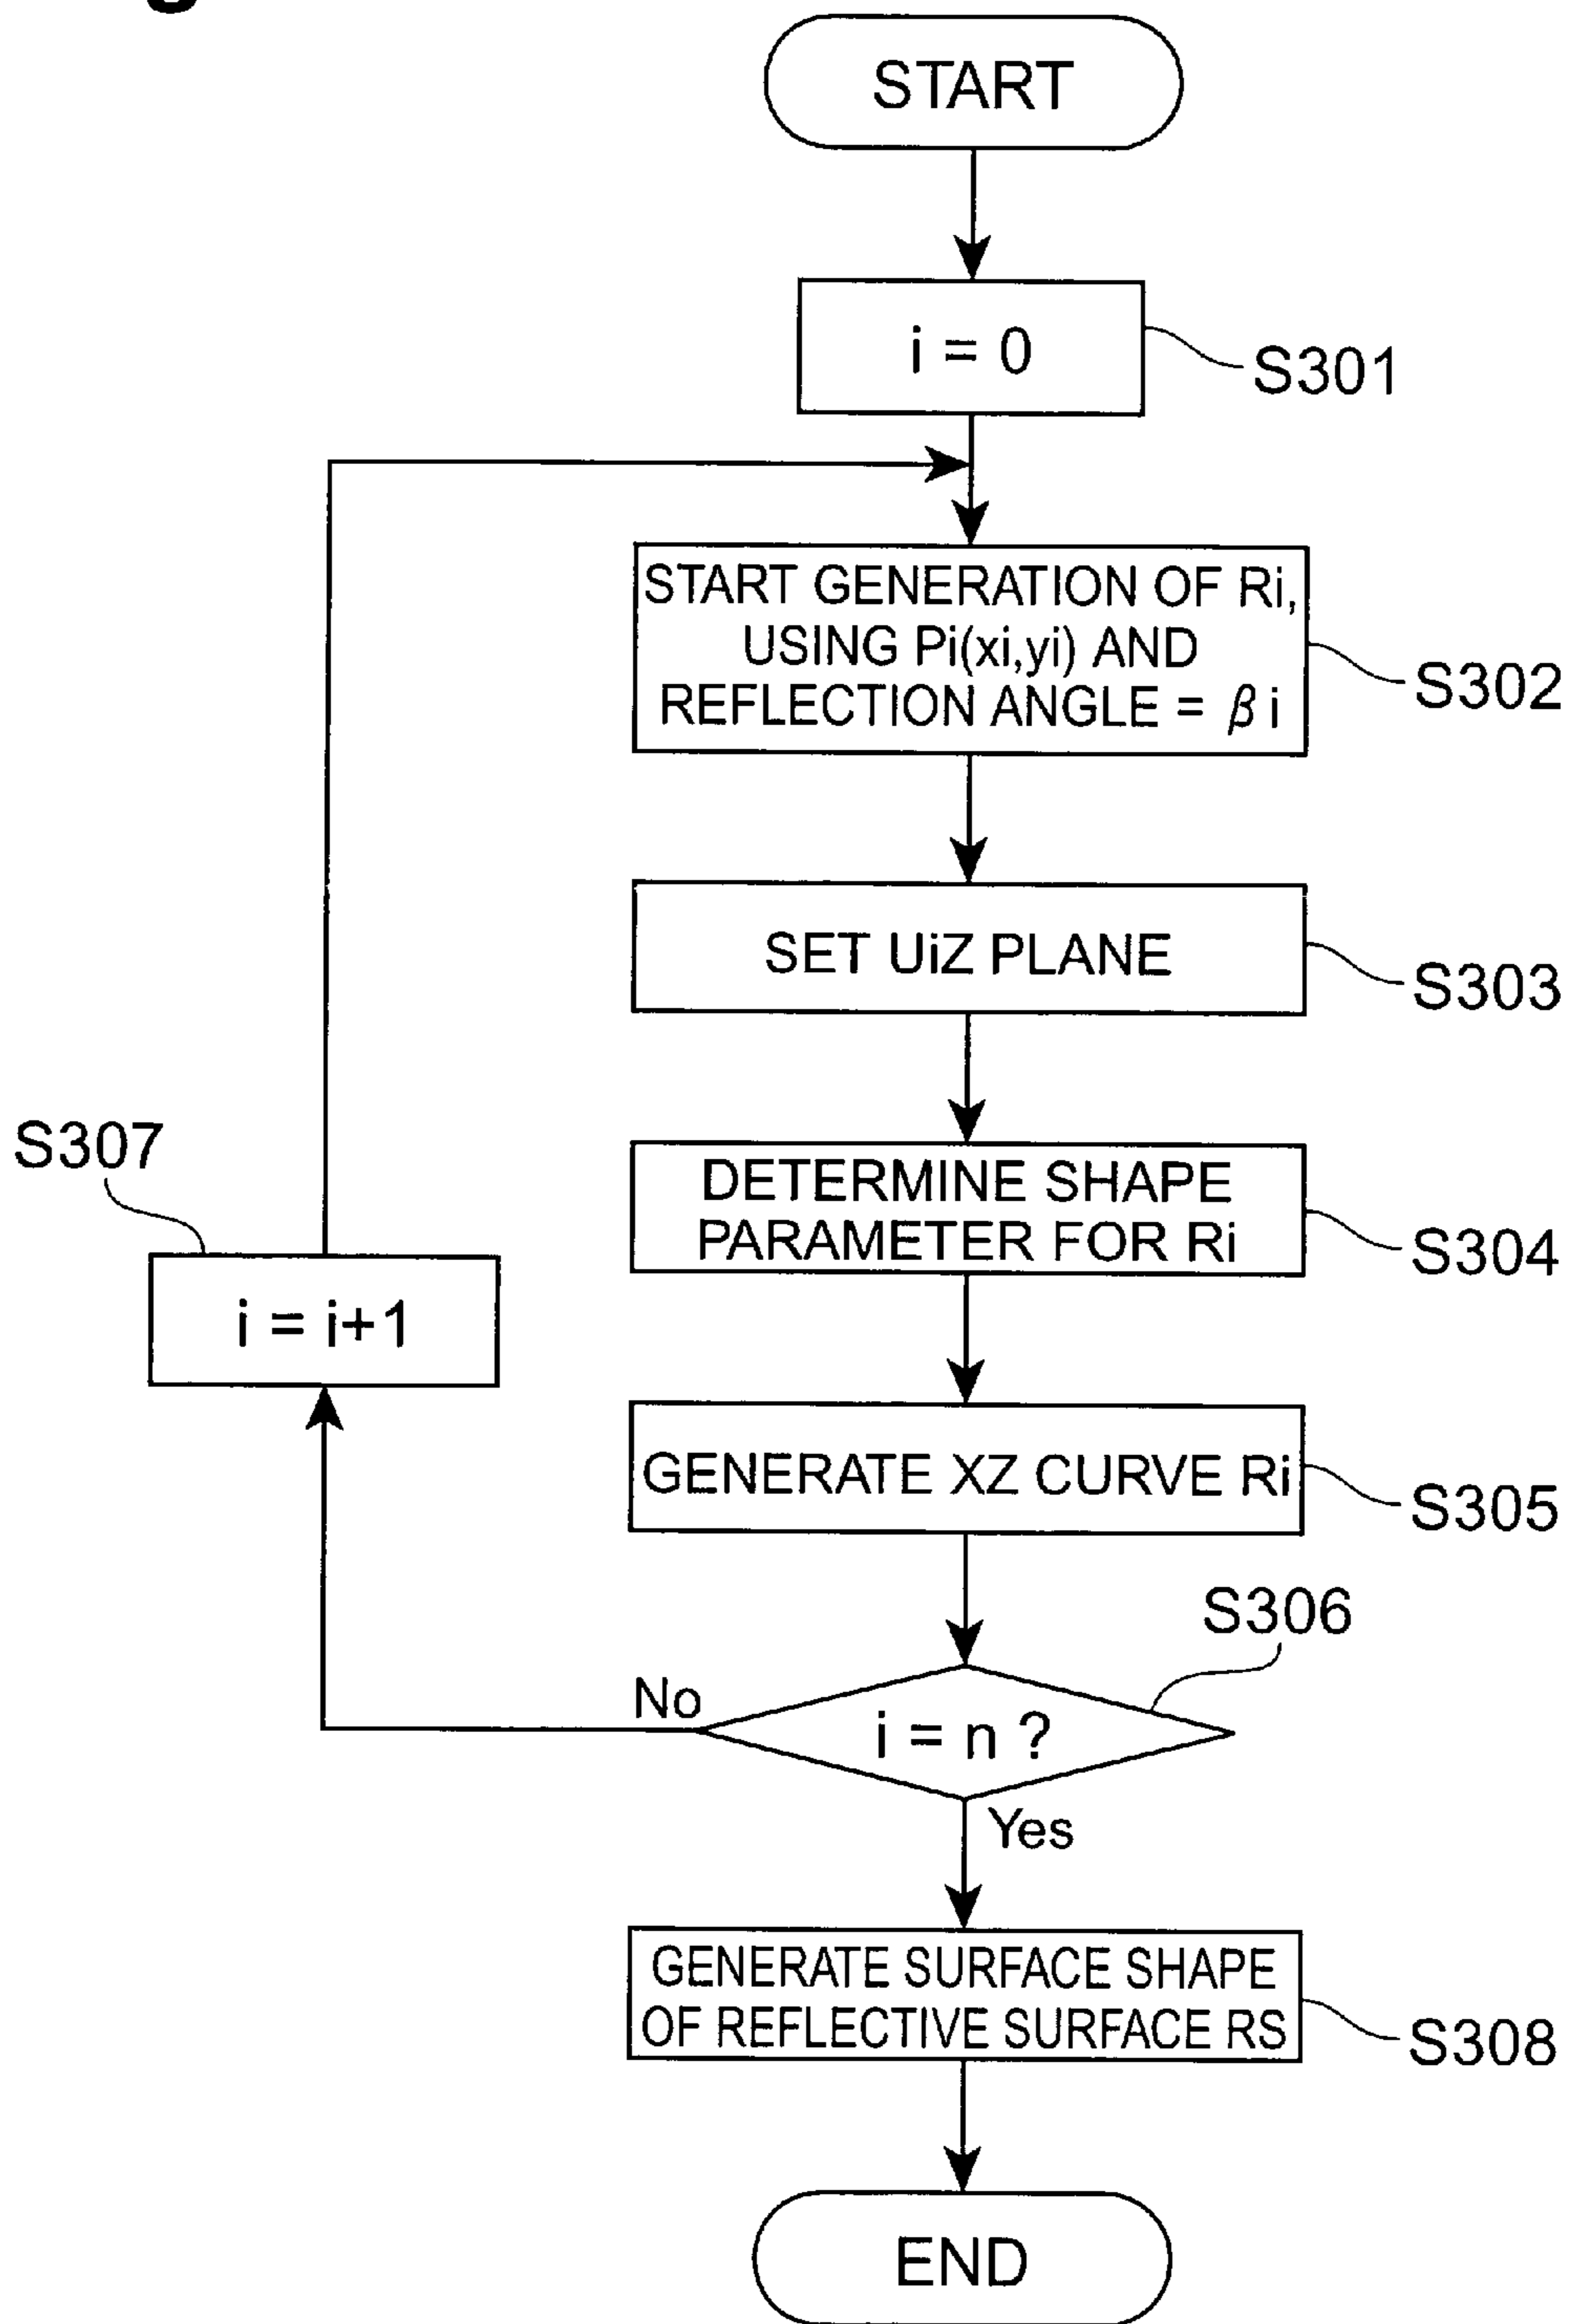 START
i = 0
S301
START GENERATION OF Ri,
USING Pi(xi,yi) AND
REFLECTION ANGLE = β i
S302
SET UiZ PLANE
S303
DETERMINE SHAPE
PARAMETER FOR Ri
S304
S307
i = i+1
GENERATE XZ CURVE Ri
S305
S306
No
i = n ?
Yes
GENERATE SURFACE SHAPE
OF REFLECTIVE SURFACE RS
S308
END